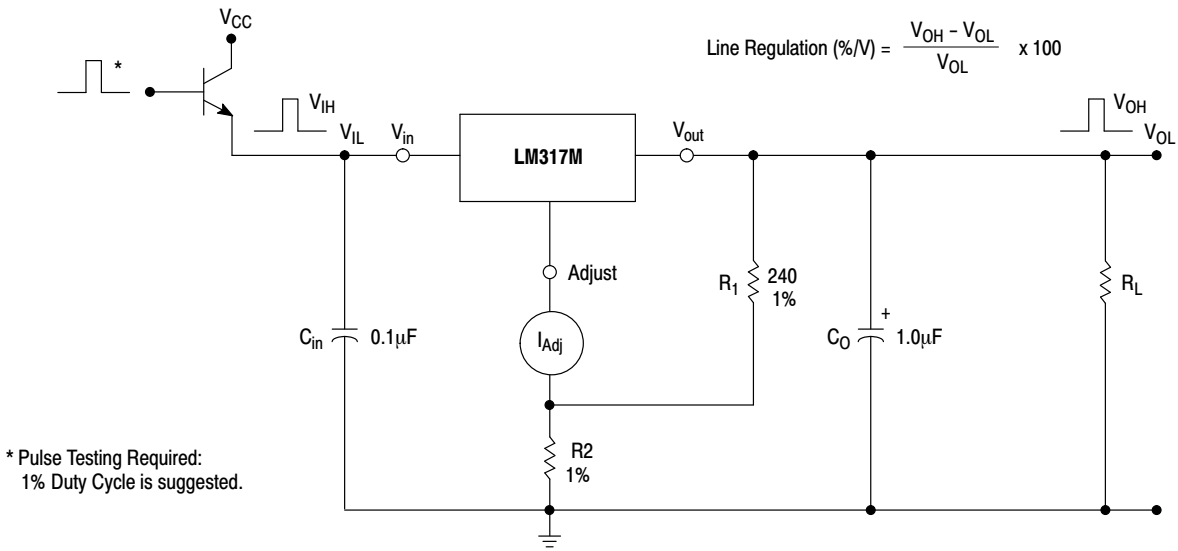 V_CC
Line Regulation (%/V) = (V_OH – V_OL) / V_OL x 100
*
V_IH
V_IL
V_in
LM317M
V_out
V_OH
V_OL
Adjust
R_1
240
1%
R_L
C_in
0.1µF
I_Adj
C_O
+
1.0µF
R2
1%
* Pulse Testing Required:
1% Duty Cycle is suggested.